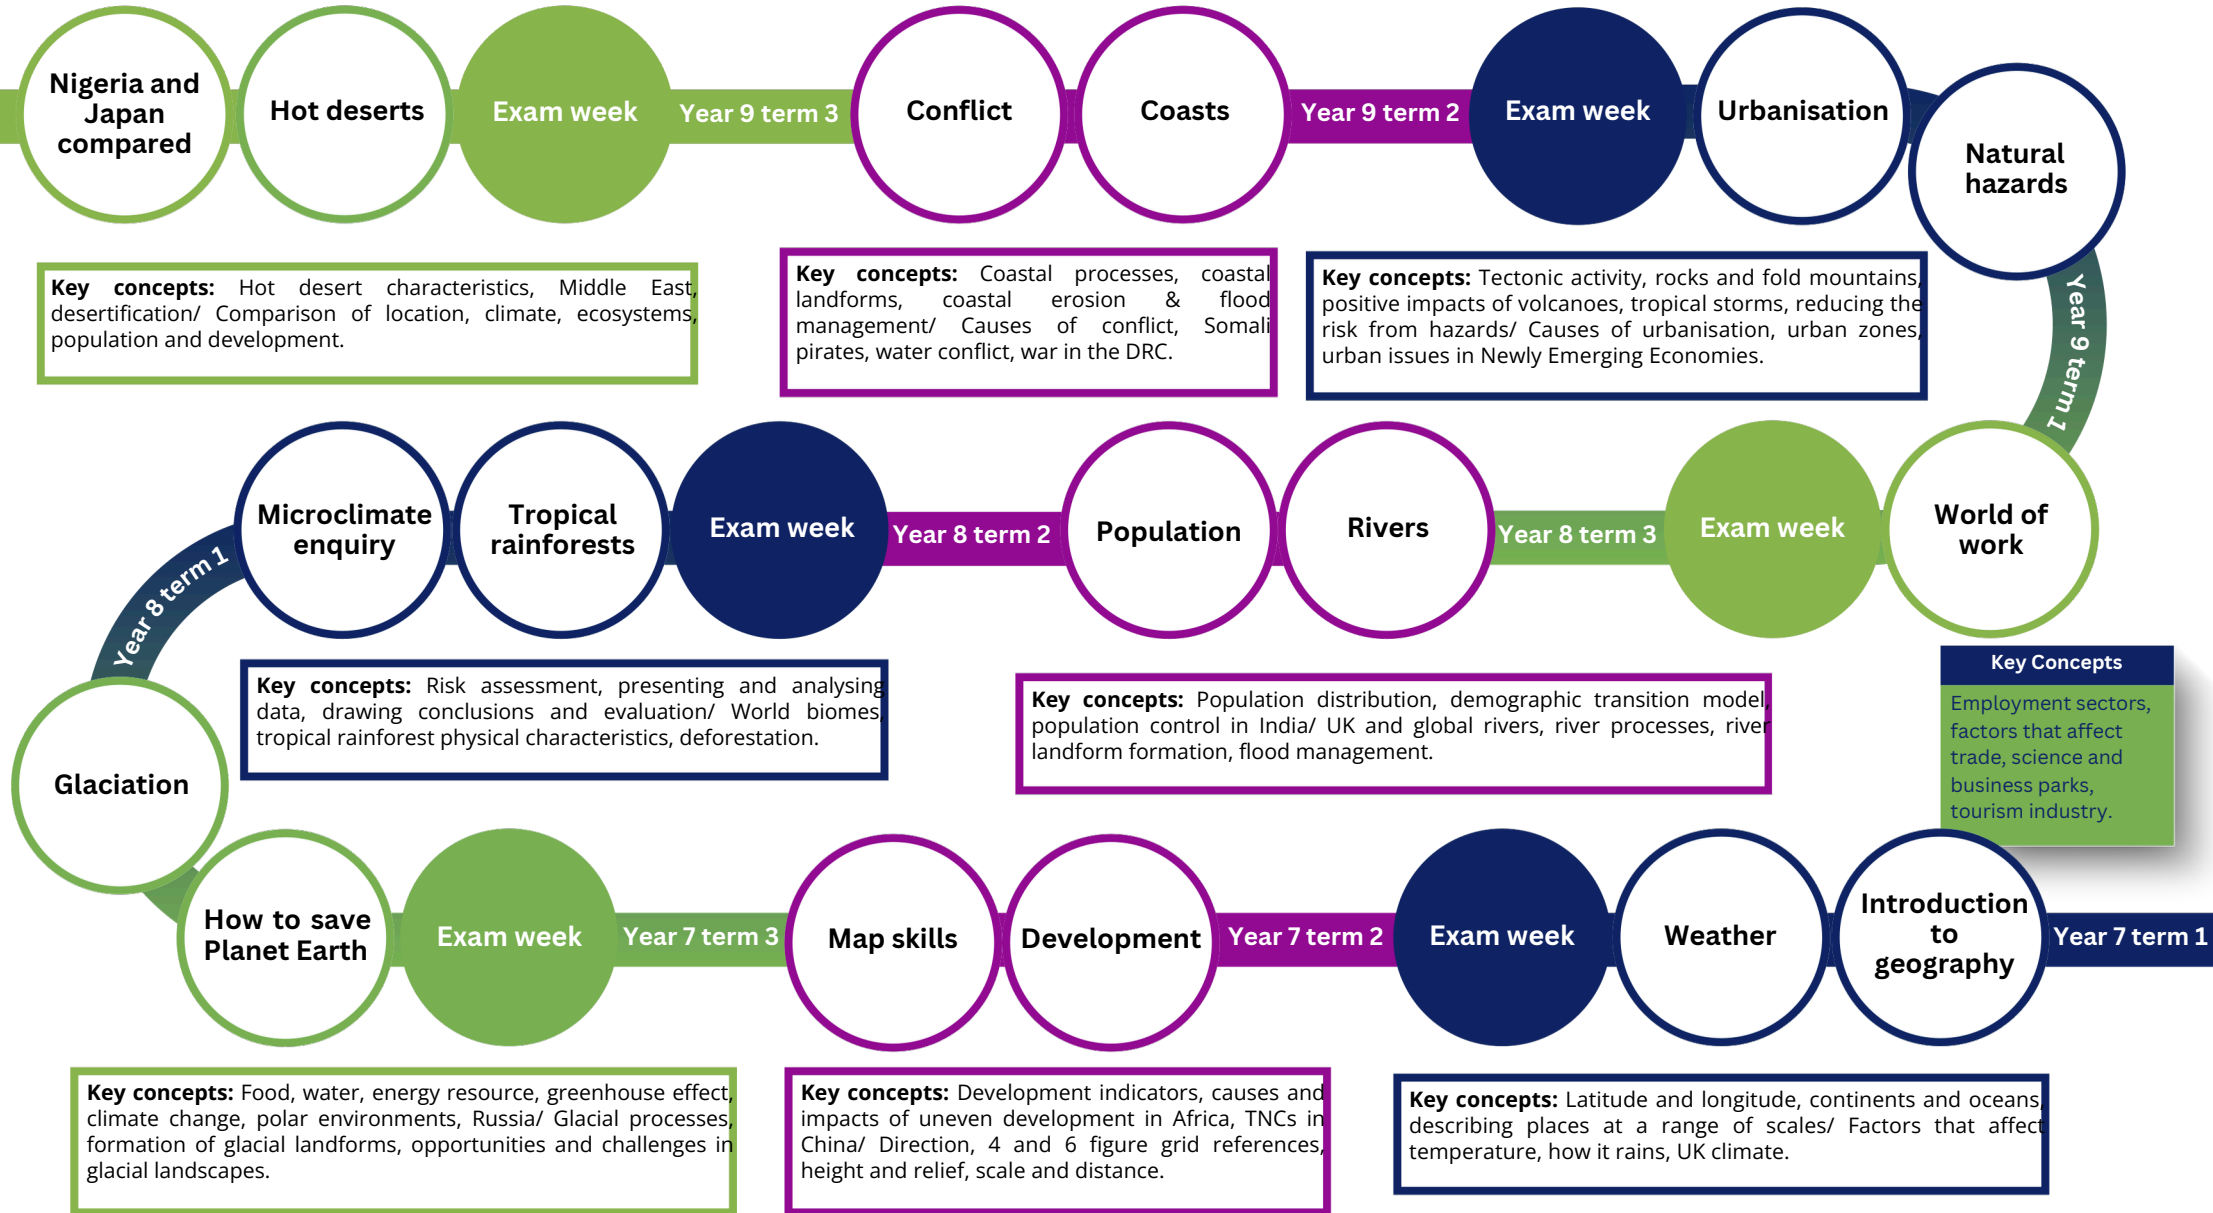 Nigeria and
Japan
compared
Hot deserts
Exam week
Year 9 term 3
Conflict
Coasts
Year 9 term 2
Exam week
Urbanisation
Natural
hazards
Key concepts: Hot desert characteristics, Middle East,
desertification/ Comparison of location, climate, ecosystems,
population and development.
Key concepts: Coastal processes, coastal
landforms, coastal erosion & flood
management/ Causes of conflict, Somali
pirates, water conflict, war in the DRC.
Key concepts: Tectonic activity, rocks and fold mountains,
positive impacts of volcanoes, tropical storms, reducing the
risk from hazards/ Causes of urbanisation, urban zones,
urban issues in Newly Emerging Economies.
Year 9 term 1
Microclimate
enquiry
Tropical
rainforests
Exam week
Year 8 term 2
Population
Rivers
Year 8 term 3
Exam week
World of
work
Year 8 term 1
Key concepts: Risk assessment, presenting and analysing
data, drawing conclusions and evaluation/ World biomes,
tropical rainforest physical characteristics, deforestation.
Key concepts: Population distribution, demographic transition model,
population control in India/ UK and global rivers, river processes, river
landform formation, flood management.
Key Concepts
Employment sectors,
factors that affect
trade, science and
business parks,
tourism industry.
Glaciation
How to save
Planet Earth
Exam week
Year 7 term 3
Map skills
Development
Year 7 term 2
Exam week
Weather
Introduction
to
geography
Year 7 term 1
Key concepts: Food, water, energy resource, greenhouse effect,
climate change, polar environments, Russia/ Glacial processes,
formation of glacial landforms, opportunities and challenges in
glacial landscapes.
Key concepts: Development indicators, causes and
impacts of uneven development in Africa, TNCs in
China/ Direction, 4 and 6 figure grid references,
height and relief, scale and distance.
Key concepts: Latitude and longitude, continents and oceans,
describing places at a range of scales/ Factors that affect
temperature, how it rains, UK climate.